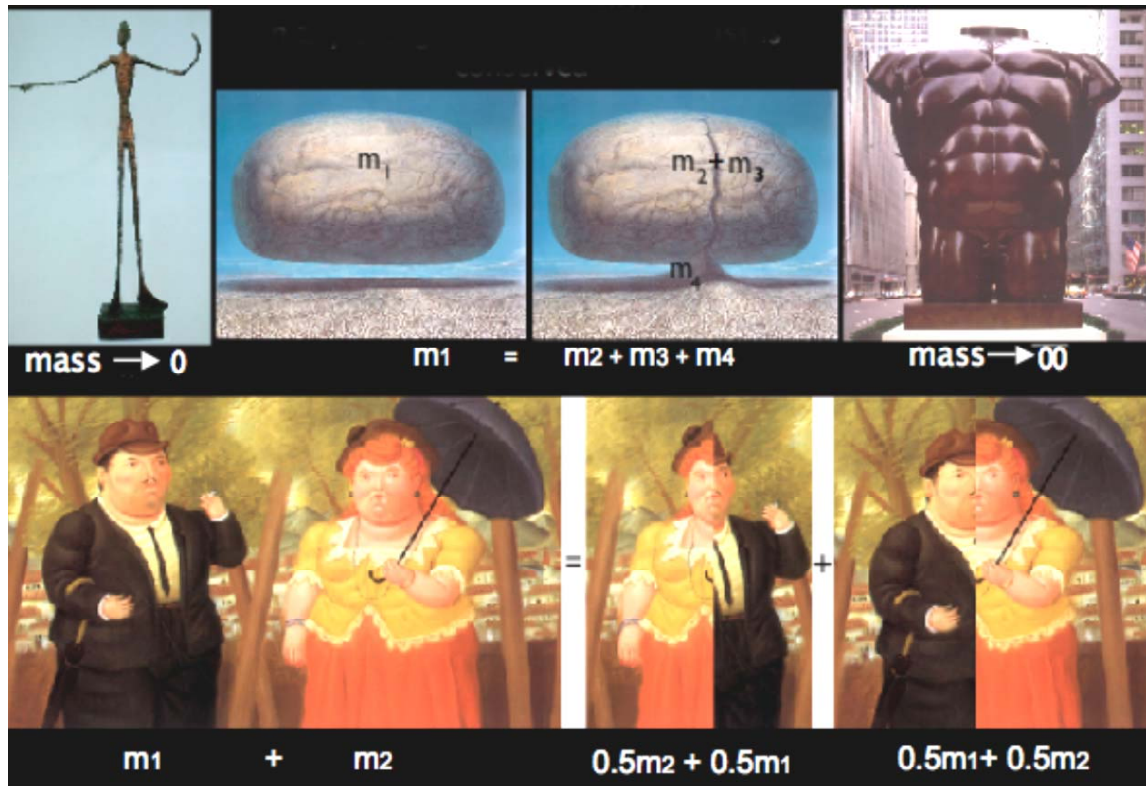 conserved
m1
m2 + m3
m4
mass → 0
m1 = m2 + m3 + m4
mass → ∞
=
+
m1 + m2
0.5m2 + 0.5m1
0.5m1+ 0.5m2